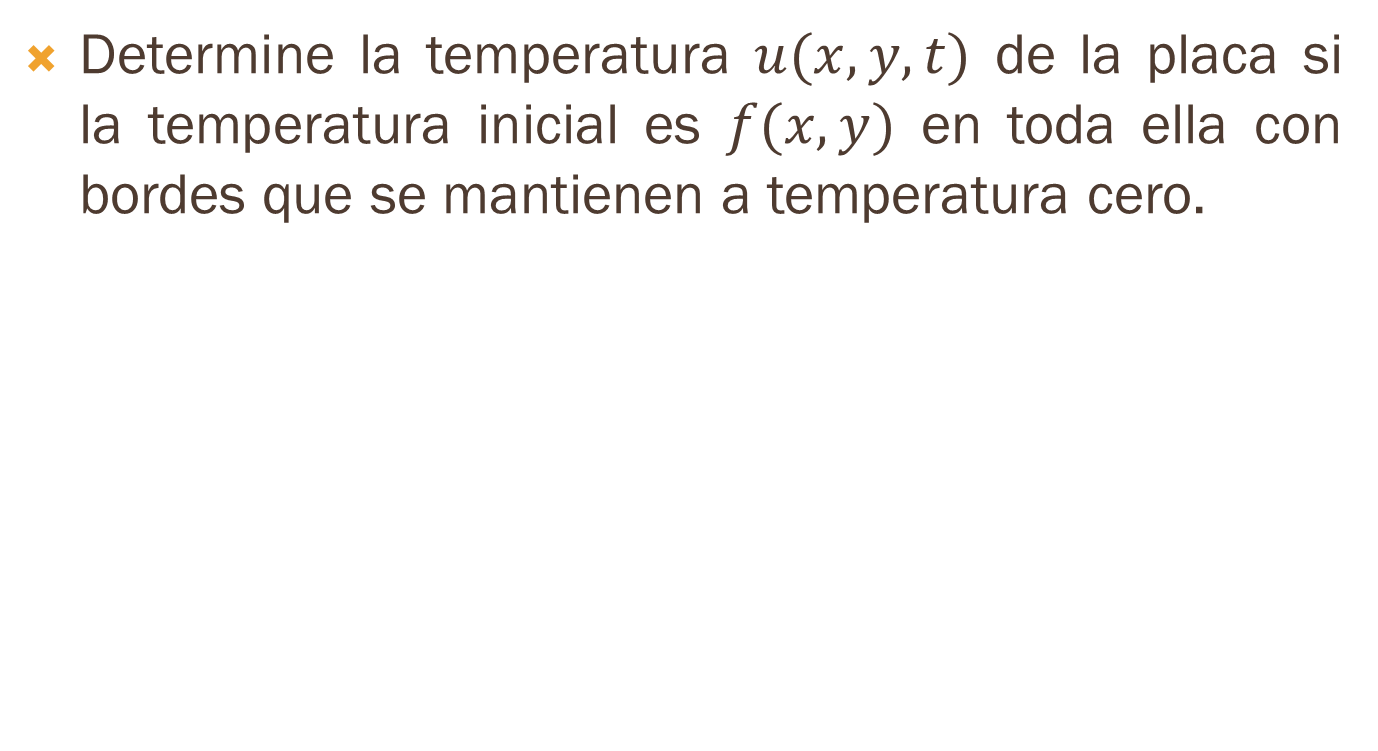 Determine la temperatura u(x, y, t) de la placa si
la temperatura inicial es f(x, y) en toda ella con
bordes que se mantienen a temperatura cero.